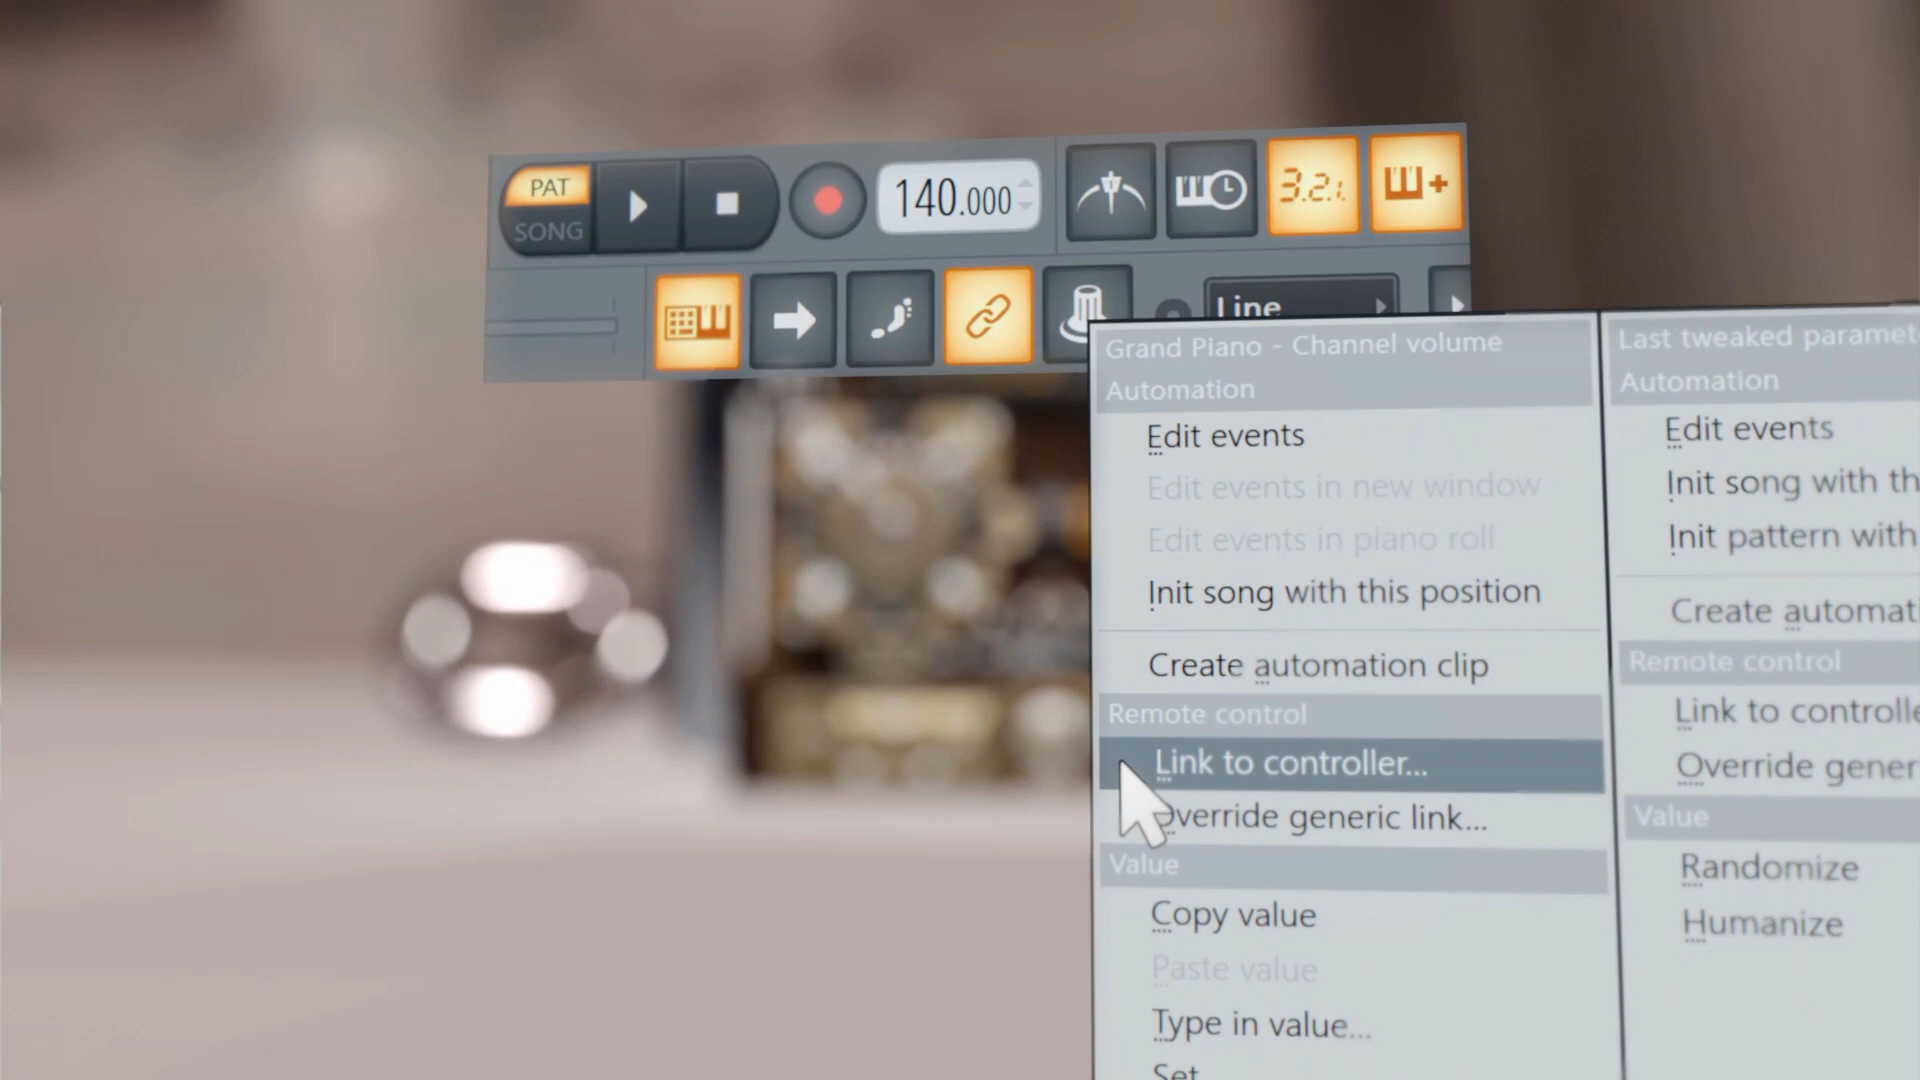 PAT
SONG
140.000
3.2.1.
Line
Grand Piano - Channel volume
Automation
Edit events
Edit events in new window
Edit events in piano roll
Init song with this position
Create automation clip
Remote control
Link to controller...
Override generic link...
Value
Copy value
Paste value
Type in value...
Set
Last tweaked paramet
Automation
Edit events
Init song with th
Init pattern with
Create automati
Remote control
Link to controlle
Override gener
Value
Randomize
Humanize